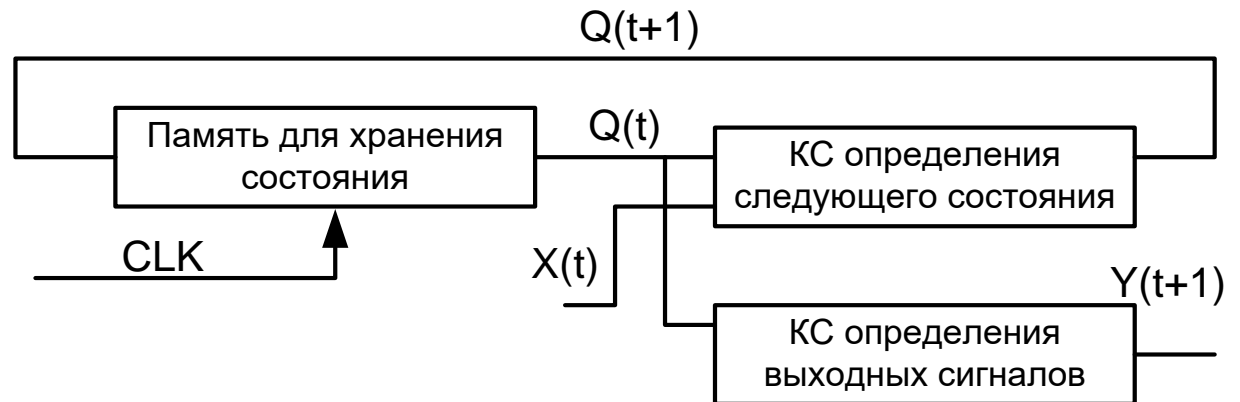 Q(t+1)
Память для хранения
состояния
Q(t)
КС определения
следующего состояния
CLK
X(t)
Y(t+1)
КС определения
выходных сигналов